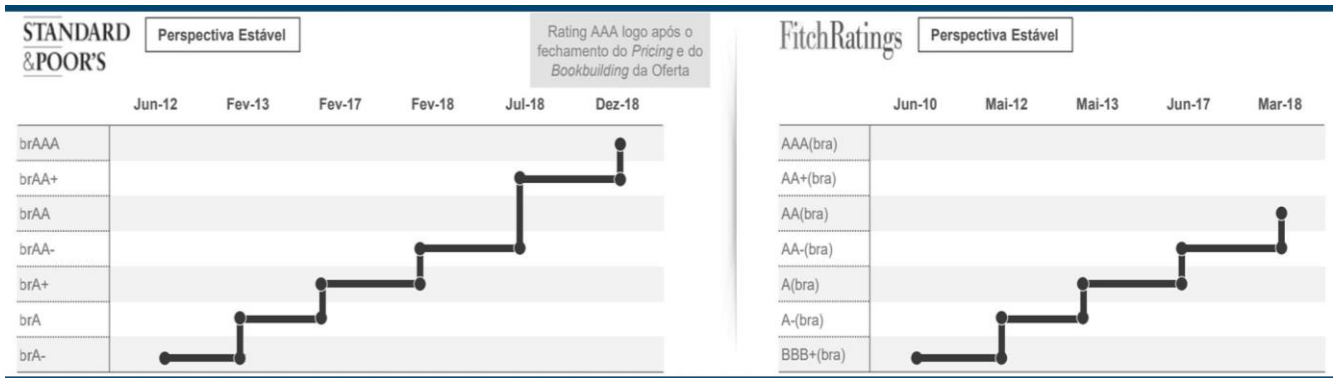 STANDARD
&POOR'S
Perspectiva Estável
Rating AAA logo após o
fechamento do Pricing e do
Bookbuilding da Oferta
Jun-12 Fev-13 Fev-17 Fev-18 Jul-18 Dez-18
brAAA
brAA+
brAA
brAA-
brA+
brA
brA-
FitchRatings
Perspectiva Estável
Jun-10 Mai-12 Mai-13 Jun-17 Mar-18
AAA(bra)
AA+(bra)
AA(bra)
AA-(bra)
A(bra)
A-(bra)
BBB+(bra)